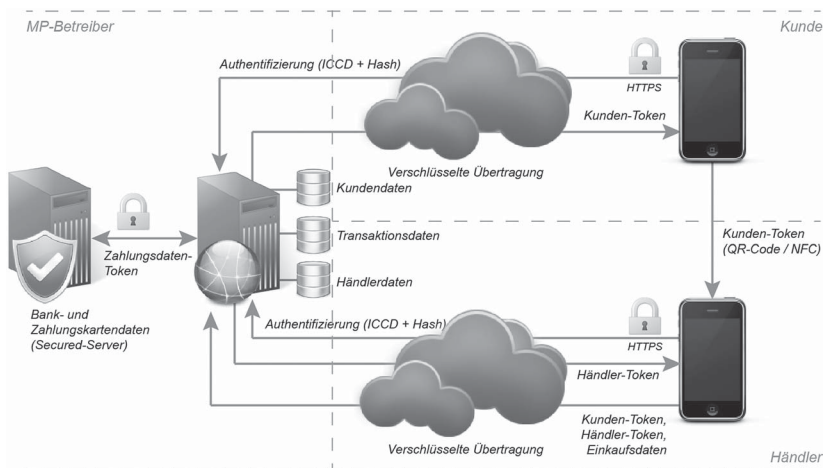 MP-Betreiber
Kunde
Authentifizierung (ICCD + Hash)
HTTPS
Kunden-Token
Verschlüsselte Übertragung
Kundendaten
Transaktionsdaten
Händlerdaten
Zahlungsdaten-
Token
Bank- und
Zahlungskartendaten
(Secured-Server)
Kunden-Token
(QR-Code / NFC)
Authentifizierung (ICCD + Hash)
HTTPS
Händler-Token
Kunden-Token,
Händler-Token,
Einkaufsdaten
Verschlüsselte Übertragung
Händler